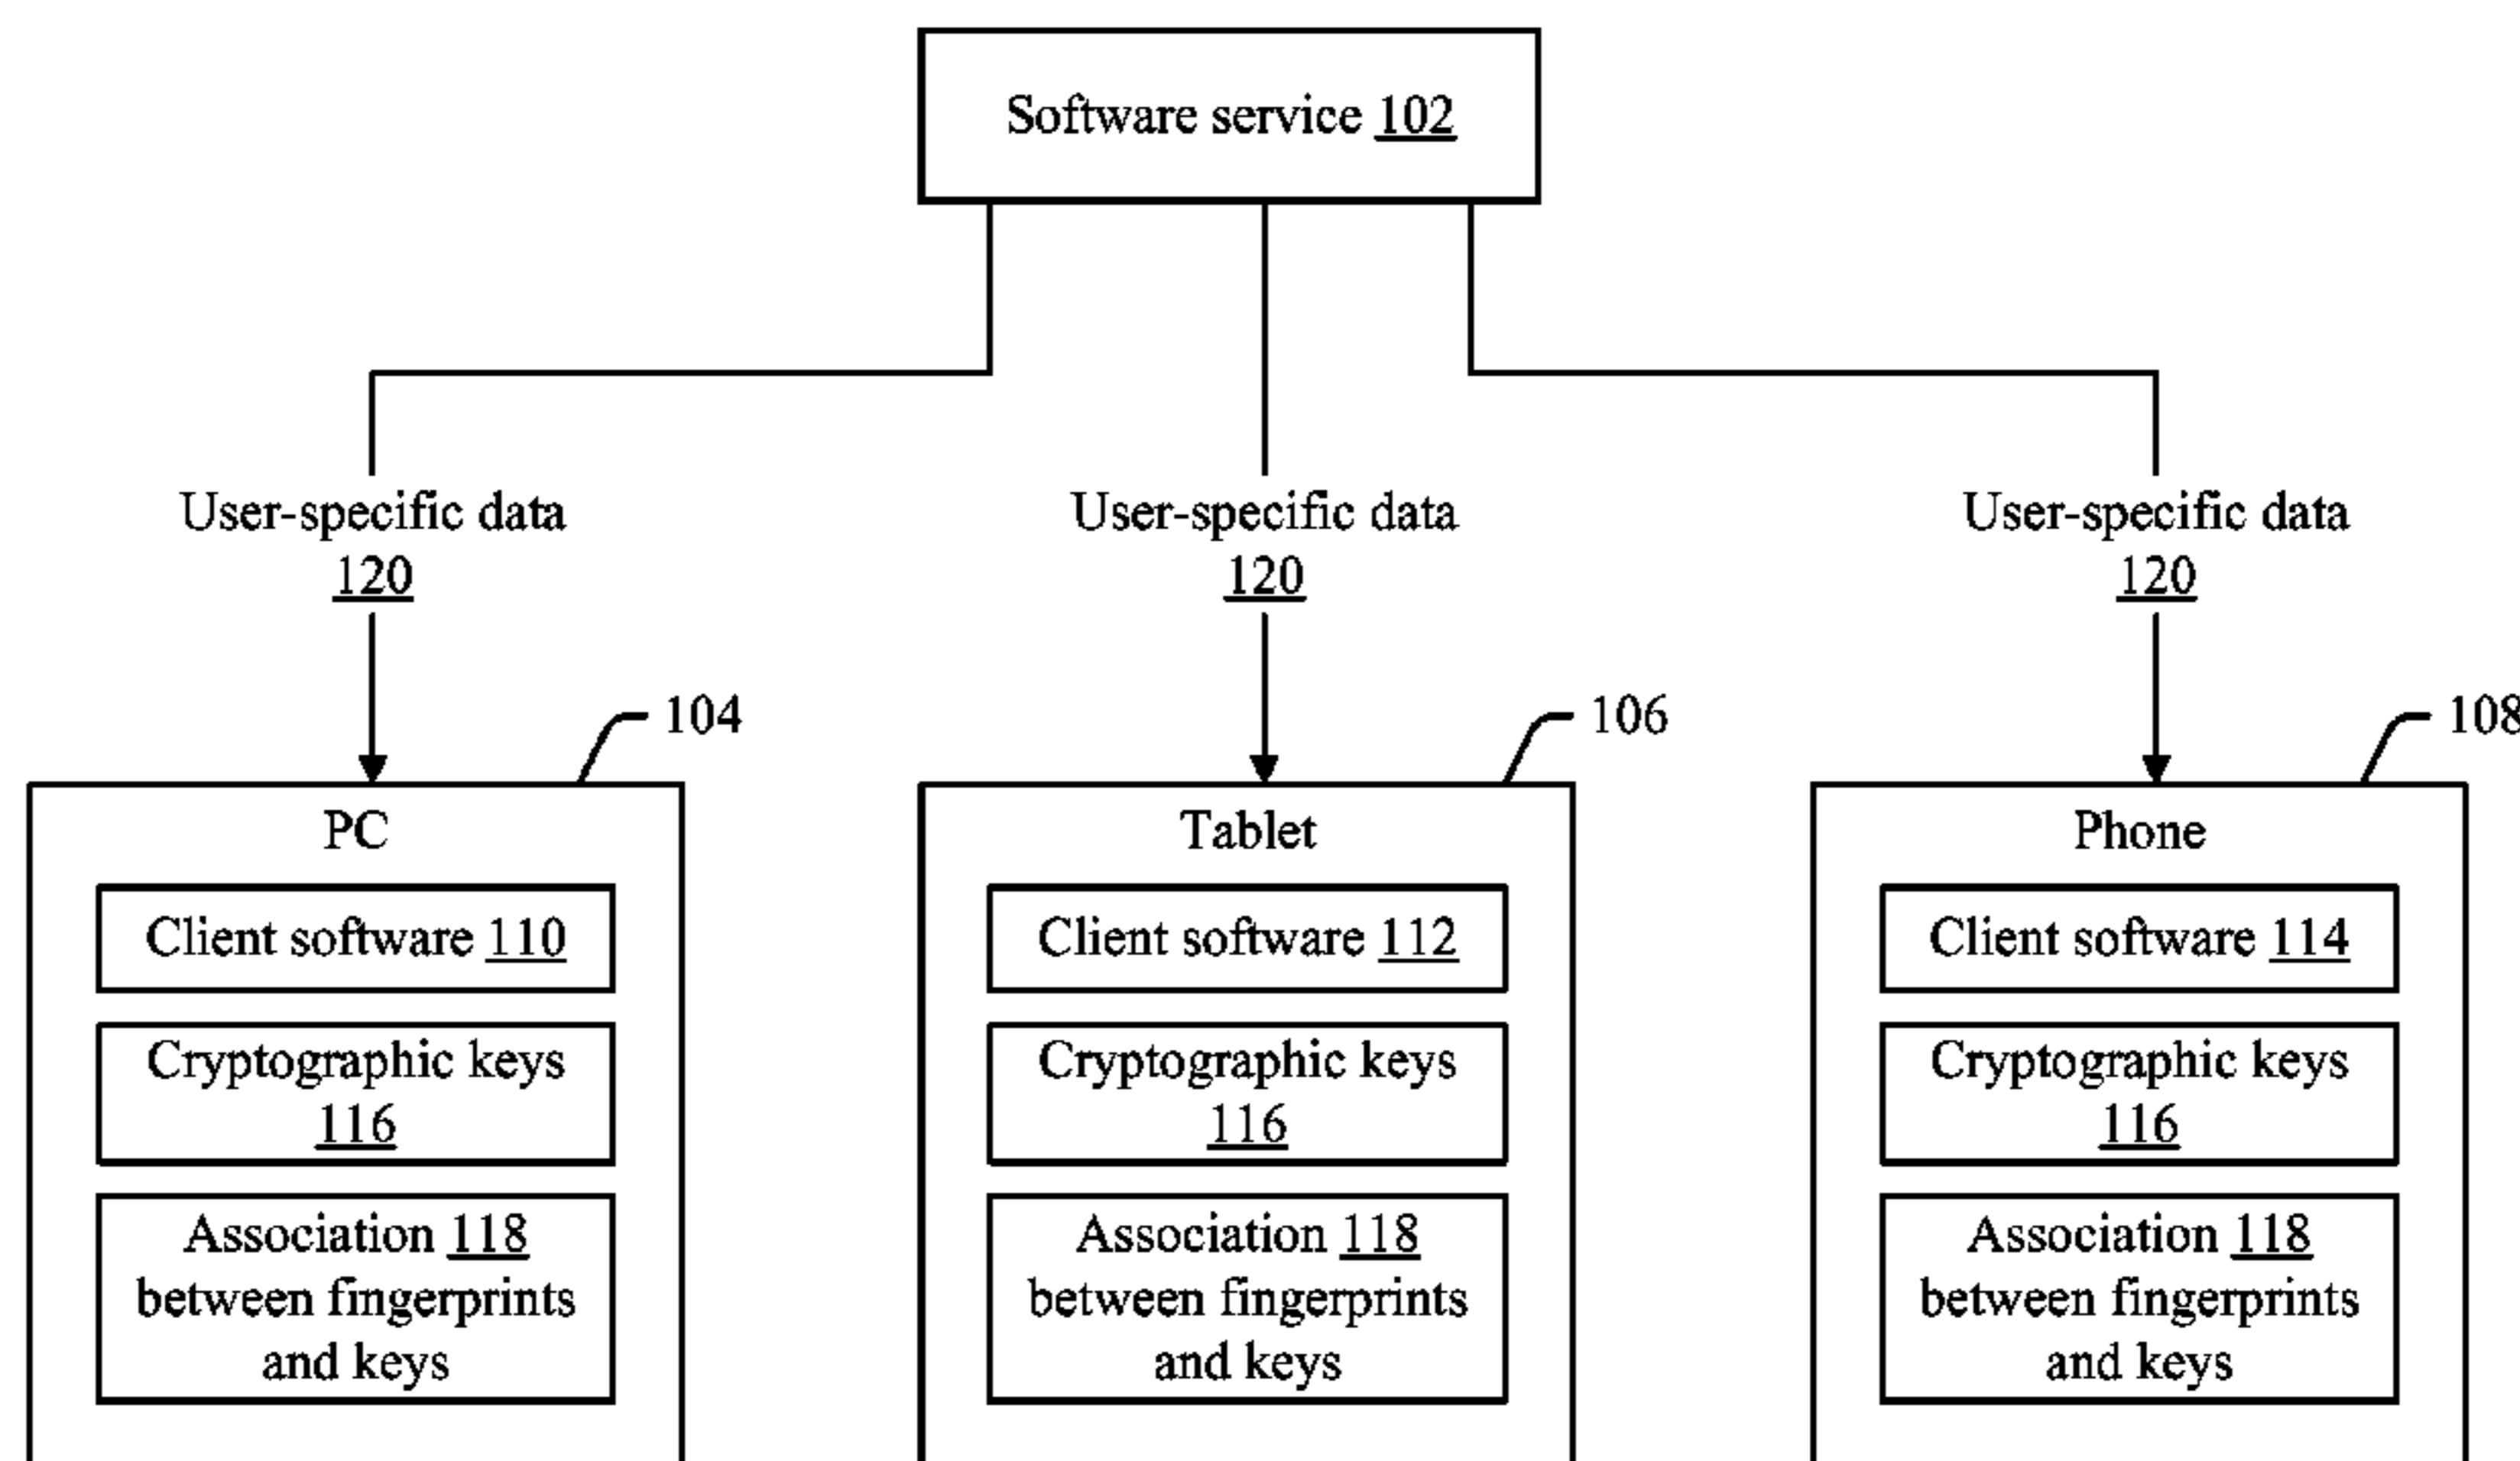 Software service 102
User-specific data
120
User-specific data
120
User-specific data
120
104
106
108
PC
Tablet
Phone
Client software 110
Client software 112
Client software 114
Cryptographic keys
116
Cryptographic keys
116
Cryptographic keys
116
Association 118
between fingerprints
and keys
Association 118
between fingerprints
and keys
Association 118
between fingerprints
and keys